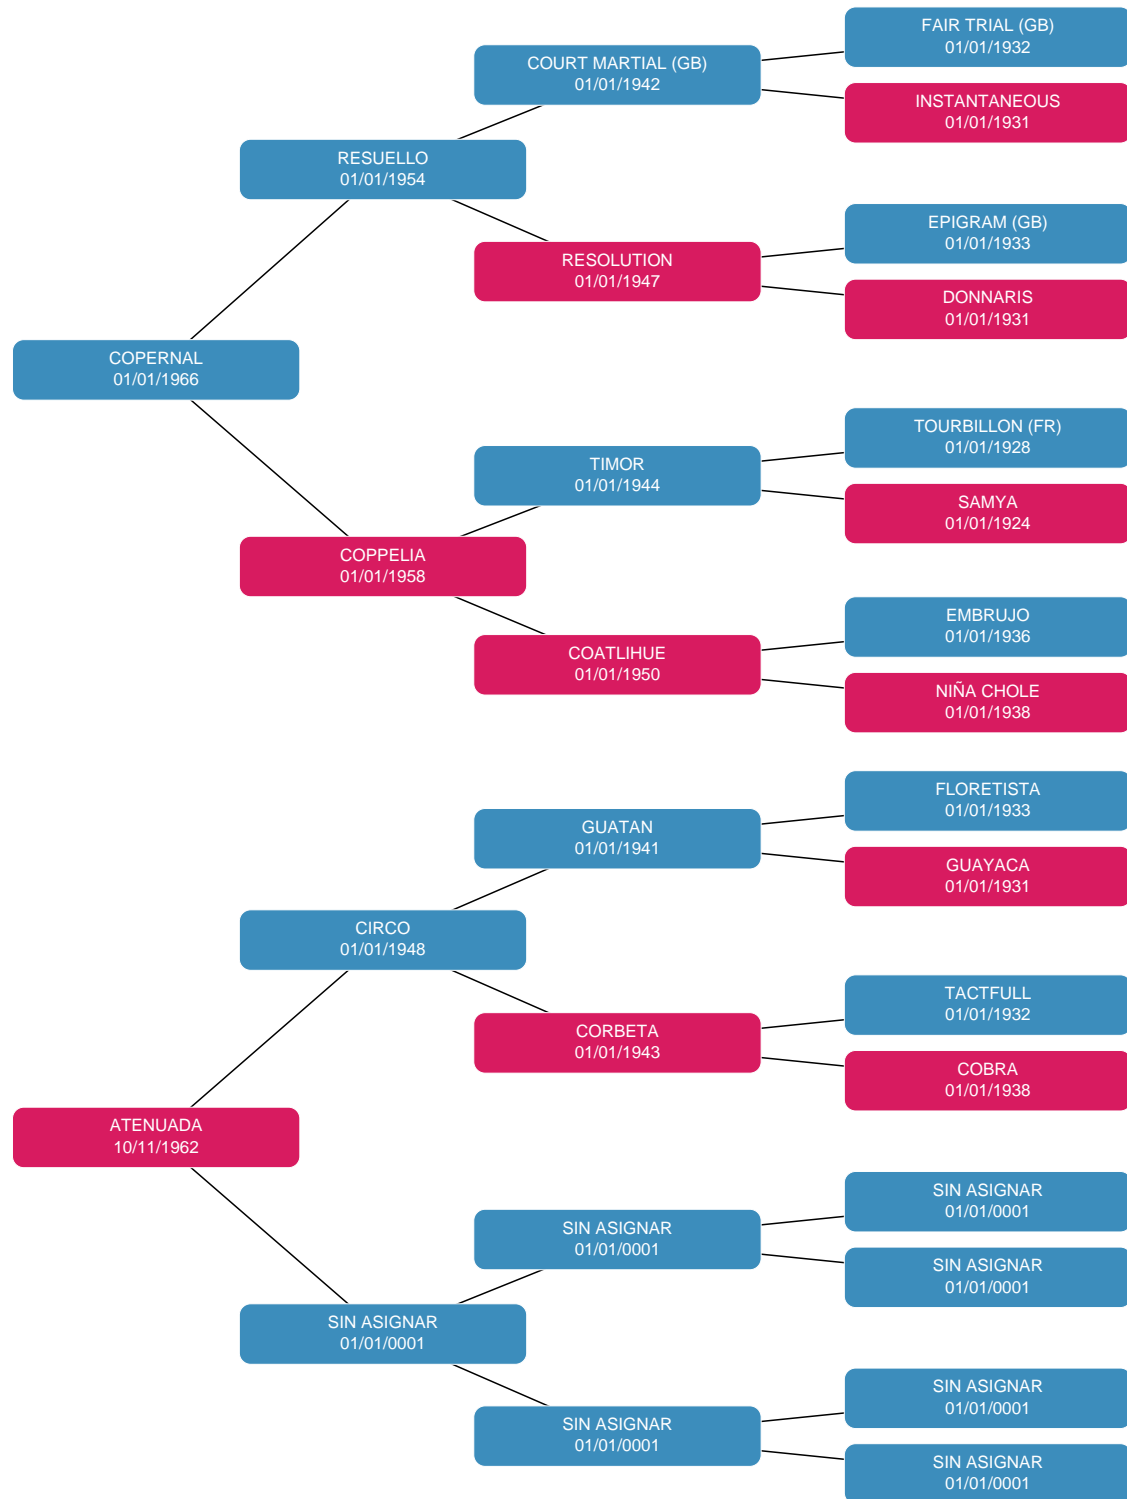 FAIR TRIAL (GB)
01/01/1932
COURT MARTIAL (GB)
01/01/1942
INSTANTANEOUS
01/01/1931
RESUELLO
01/01/1954
EPIGRAM (GB)
01/01/1933
RESOLUTION
01/01/1947
DONNARIS
01/01/1931
COPERNAL
01/01/1966
TOURBILLON (FR)
01/01/1928
TIMOR
01/01/1944
SAMYA
01/01/1924
COPPELIA
01/01/1958
EMBRUJO
01/01/1936
COATLIHUE
01/01/1950
NIÑA CHOLE
01/01/1938
FLORETISTA
01/01/1933
GUATAN
01/01/1941
GUAYACA
01/01/1931
CIRCO
01/01/1948
TACTFULL
01/01/1932
CORBETA
01/01/1943
COBRA
01/01/1938
ATENUADA
10/11/1962
SIN ASIGNAR
01/01/0001
SIN ASIGNAR
01/01/0001
SIN ASIGNAR
01/01/0001
SIN ASIGNAR
01/01/0001
SIN ASIGNAR
01/01/0001
SIN ASIGNAR
01/01/0001
SIN ASIGNAR
01/01/0001